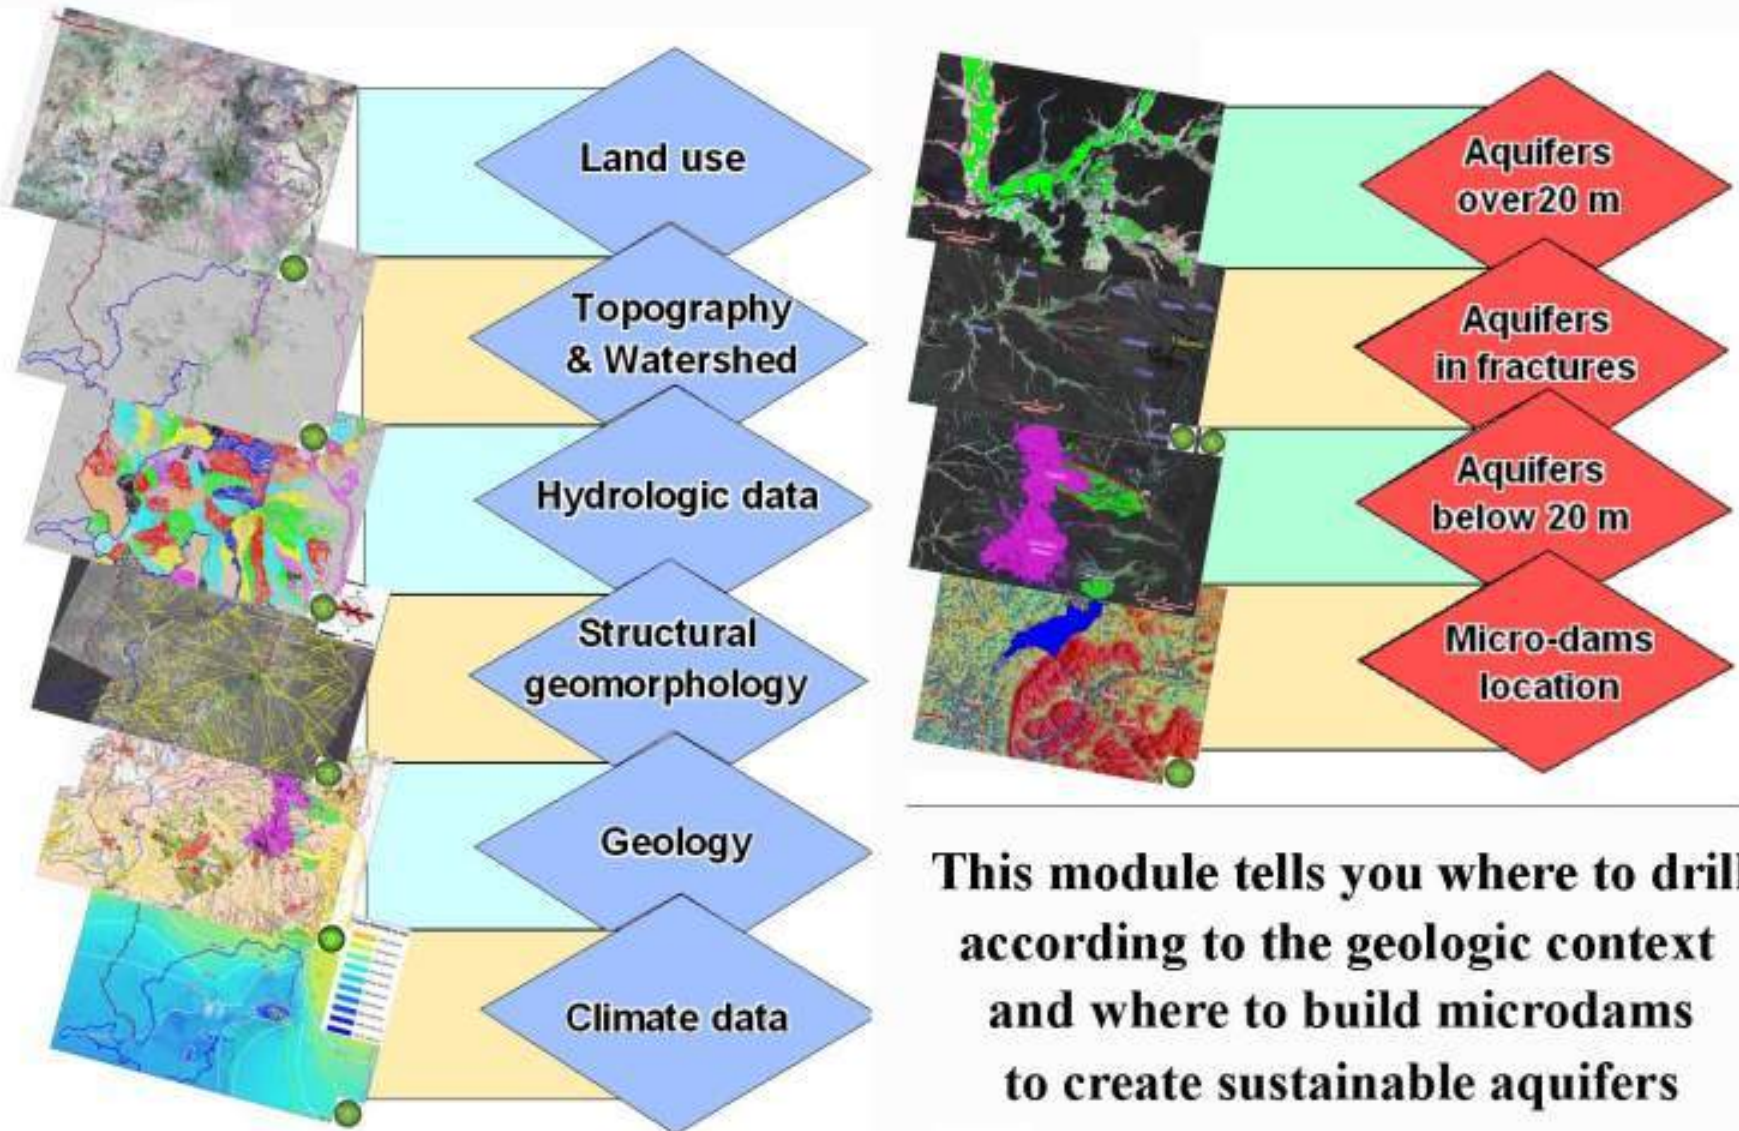 Land use
Topography
& Watershed
Hydrologic data
Structural
geomorphology
Geology
Climate data
Aquifers
over20 m
Aquifers
in fractures
Aquifers
below 20 m
Micro-dams
location
This module tells you where to drill
according to the geologic context
and where to build microdams
to create sustainable aquifers